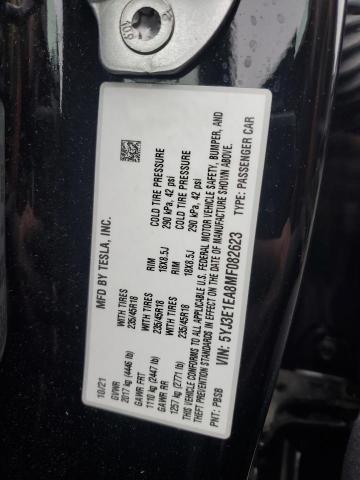 409
MFD BY TESLA, INC.
10/21
GVWR
2017 kg (4446 lb)
GAWR FRT WITH TIRES RIM COLD TIRE PRESSURE
1110 kg (2447 lb) 235/45R18 18X8.5J 290 kPa, 42 psi
GAWR RR WITH TIRES RIM COLD TIRE PRESSURE
1257 kg (2771 lb) 235/45R18 18X8.5J 290 kPa, 42 psi
THIS VEHICLE CONFORMS TO ALL APPLICABLE U.S. FEDERAL MOTOR VEHICLE SAFETY, BUMPER, AND
THEFT PREVENTION STANDARDS IN EFFECT ON THE DATE OF MANUFACTURE SHOWN ABOVE.
VIN: 5YJ3E1EA8MF082623 TYPE: PASSENGER CAR
PNT: PBSB